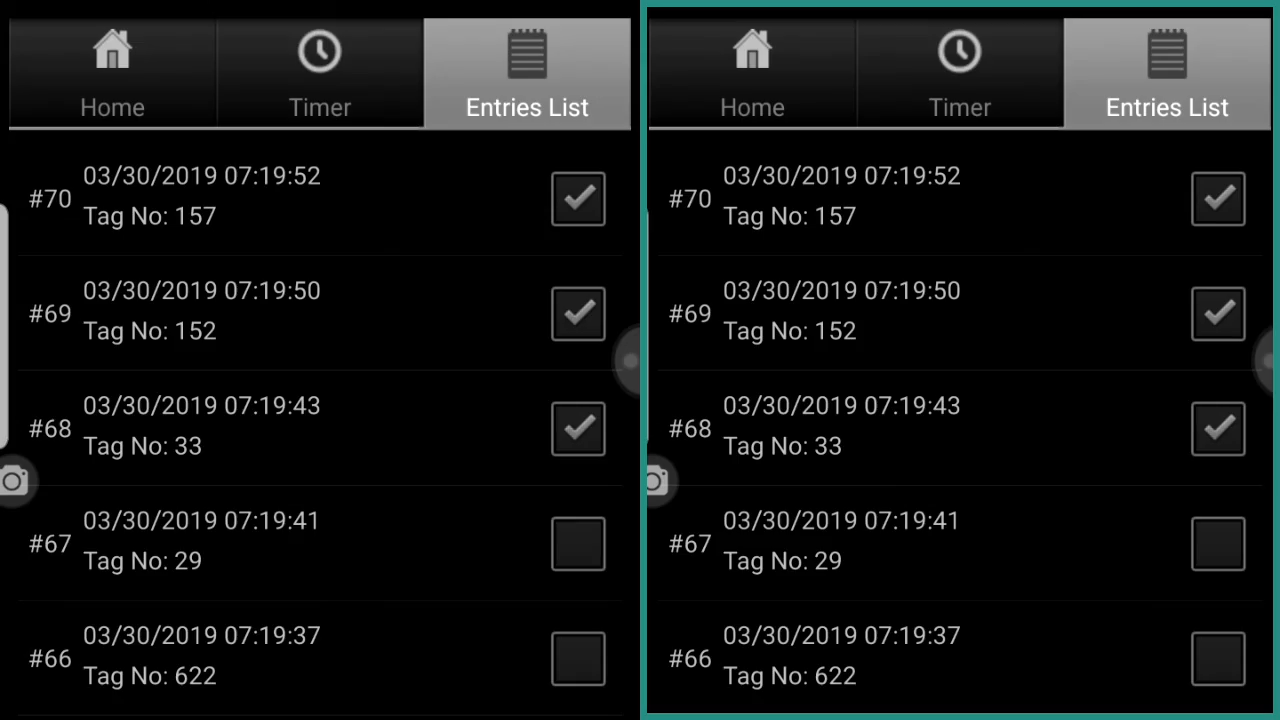 Home Timer Entries List
#70 03/30/2019 07:19:52
Tag No: 157
#69 03/30/2019 07:19:50
Tag No: 152
#68 03/30/2019 07:19:43
Tag No: 33
#67 03/30/2019 07:19:41
Tag No: 29
#66 03/30/2019 07:19:37
Tag No: 622
Home Timer Entries List
#70 03/30/2019 07:19:52
Tag No: 157
#69 03/30/2019 07:19:50
Tag No: 152
#68 03/30/2019 07:19:43
Tag No: 33
#67 03/30/2019 07:19:41
Tag No: 29
#66 03/30/2019 07:19:37
Tag No: 622